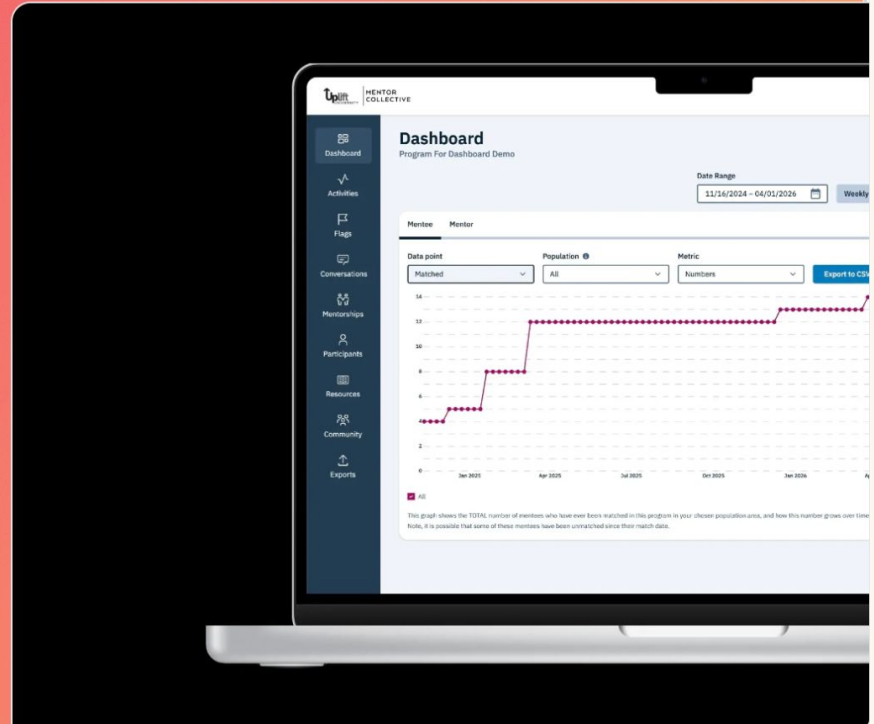 Uplift
MENTOR
COLLECTIVE
Dashboard
Activities
Flags
Conversations
Mentorships
Participants
Resources
Community
Exports
Dashboard
Program For Dashboard Demo
Date Range
11/16/2024 – 04/01/2026
Weekly
Mentee Mentor
Data point Population Metric
Matched All Numbers Export to CSV
14
12
10
8
6
4
2
0
Jan 2025 Apr 2025 Jul 2025 Oct 2025 Jan 2026
All
This graph shows the TOTAL number of mentees who have ever been matched in this program in your chosen population area, and how this number grows over time
Note, it is possible that some of these mentees have been unmatched since their match date.